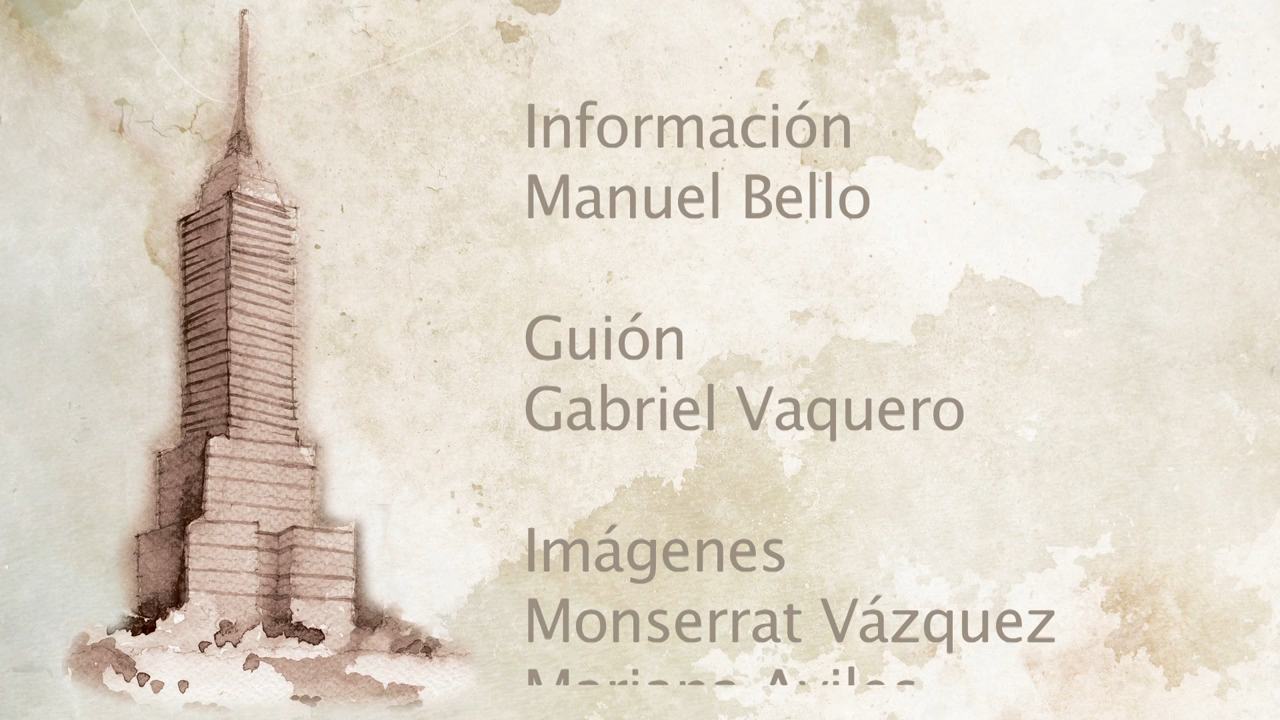 Información
Manuel Bello
Guión
Gabriel Vaquero
Imágenes
Monserrat Vázquez